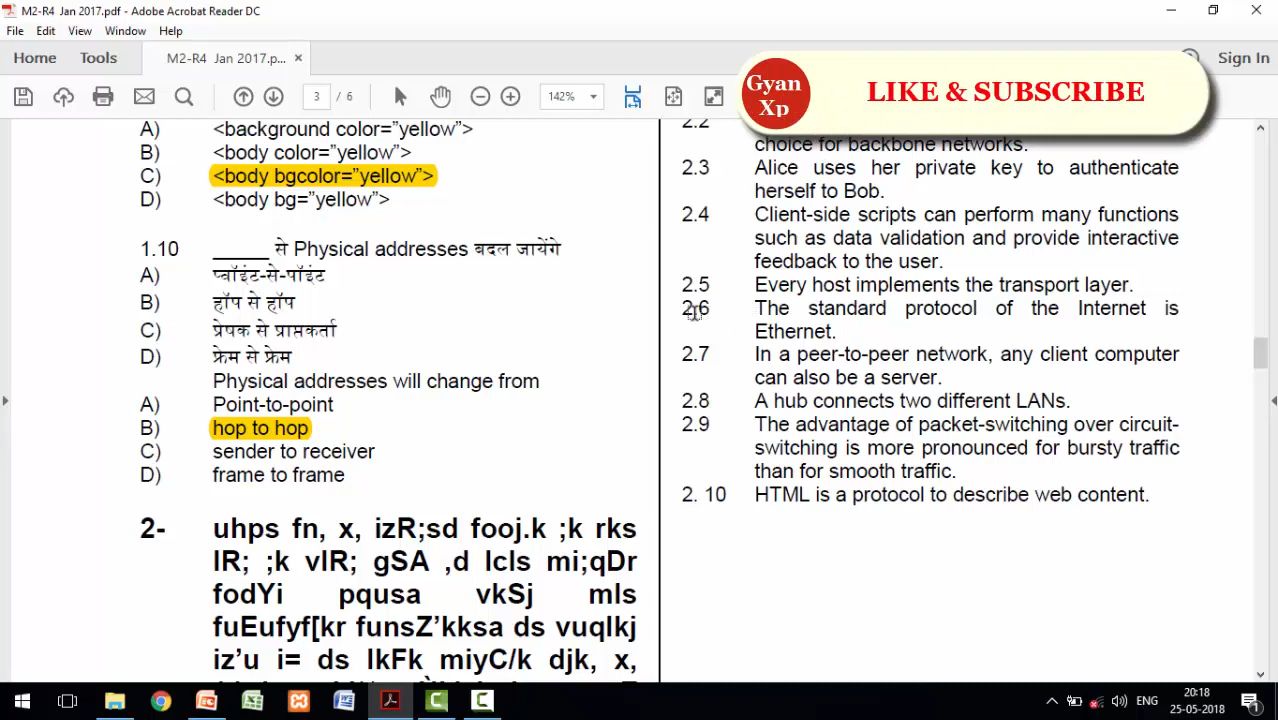 M2-R4 Jan 2017.pdf - Adobe Acrobat Reader DC
File Edit View Window Help
Home Tools M2-R4 Jan 2017.p... × Sign In
3 / 6 142%
Gyan
Xp
LIKE & SUBSCRIBE
A) <background color="yellow">
B) <body color="yellow">
C) <body bgcolor="yellow">
D) <body bg="yellow">
1.10 _____ से Physical addresses बदल जायेंगे
A) प्वॉइंट-से-पॉइंट
B) हॉप से हॉप
C) प्रेषक से प्राप्तकर्ता
D) फ्रेम से फ्रेम
Physical addresses will change from
A) Point-to-point
B) hop to hop
C) sender to receiver
D) frame to frame
2- uhps fn, x, izR;sd fooj.k ;k rks
lR; ;k vlR; gSA ,d lcls mi;qDr
fodYi pqusa vkSj mls
fuEufyf[kr funsZ'kksa ds vuqlkj
iz'u i= ds lkFk miyC/k djk, x,
2.2
choice for backbone networks.
2.3 Alice uses her private key to authenticate
herself to Bob.
2.4 Client-side scripts can perform many functions
such as data validation and provide interactive
feedback to the user.
2.5 Every host implements the transport layer.
2.6 The standard protocol of the Internet is
Ethernet.
2.7 In a peer-to-peer network, any client computer
can also be a server.
2.8 A hub connects two different LANs.
2.9 The advantage of packet-switching over circuit-
switching is more pronounced for bursty traffic
than for smooth traffic.
2. 10 HTML is a protocol to describe web content.
ENG
20:18
25-05-2018
1